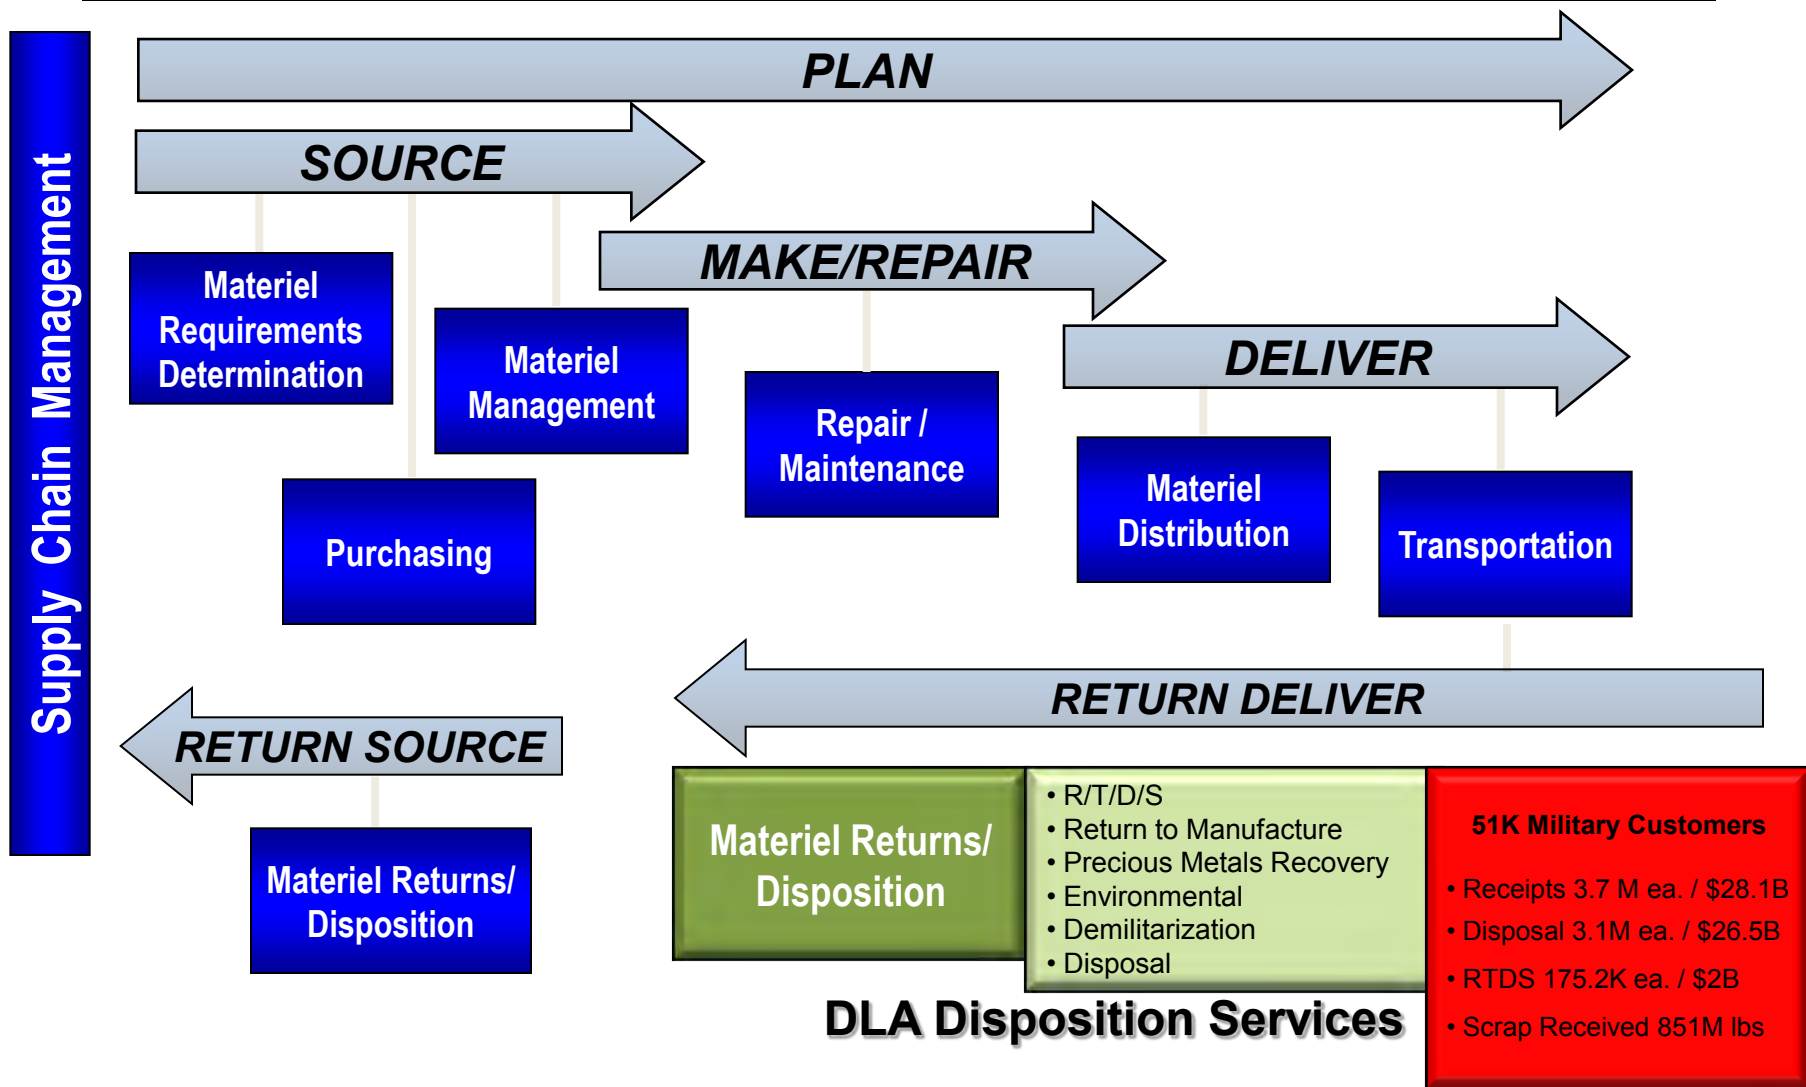 Supply Chain Management
PLAN
SOURCE
MAKE/REPAIR
DELIVER
Materiel
Requirements
Determination
Materiel
Management
Purchasing
Repair /
Maintenance
Materiel
Distribution
Transportation
RETURN DELIVER
RETURN SOURCE
Materiel Returns/
Disposition
Materiel Returns/
Disposition
• R/T/D/S
• Return to Manufacture
• Precious Metals Recovery
• Environmental
• Demilitarization
• Disposal
51K Military Customers
• Receipts 3.7 M ea. / $28.1B
• Disposal 3.1M ea. / $26.5B
• RTDS 175.2K ea. / $2B
• Scrap Received 851M lbs
DLA Disposition Services